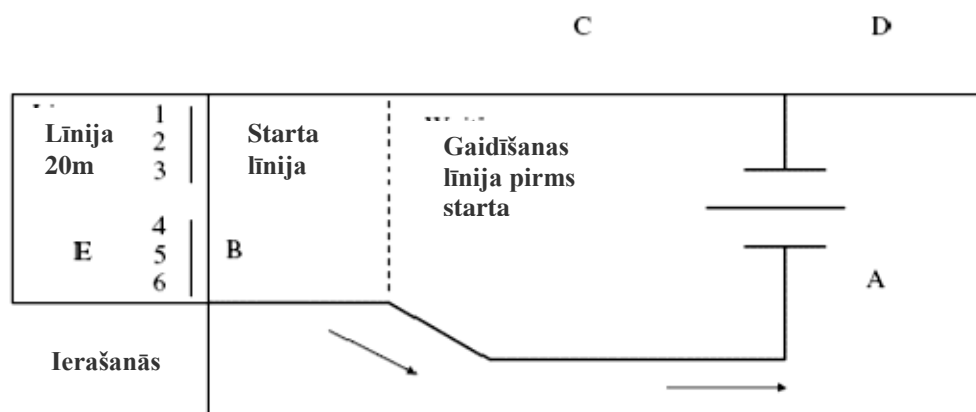 C
D
Līnija
20m
1
2
3
4
5
6
E
Starta
līnija
B
Gaidīšanas
līnija pirms
starta
A
Ierašanās